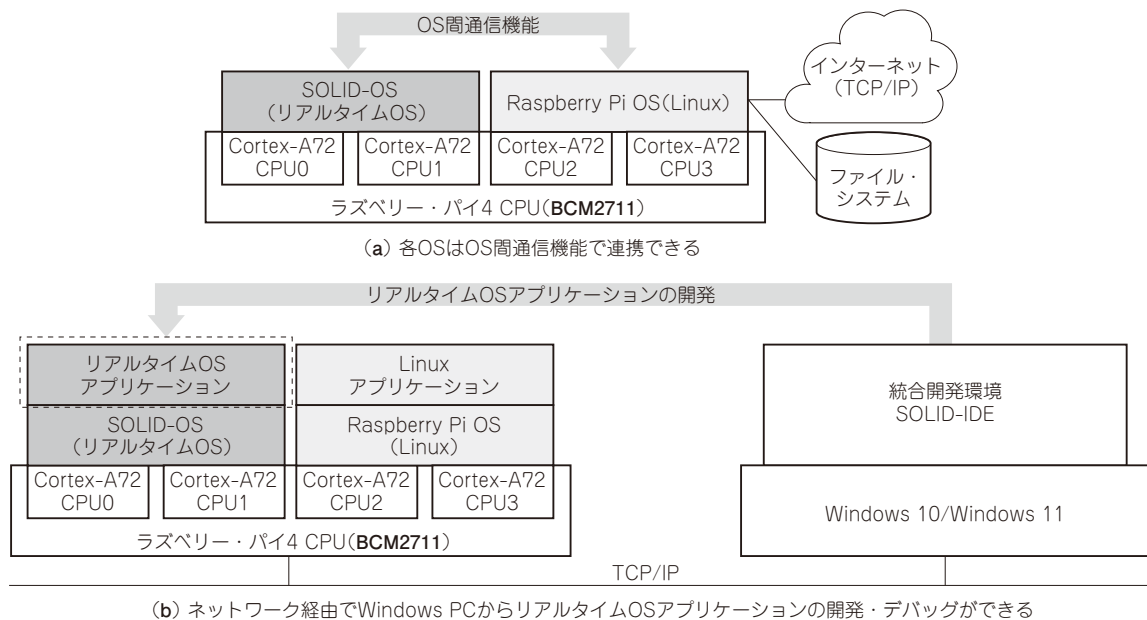 OS間通信機能
SOLID-OS
(リアルタイムOS)
Raspberry Pi OS(Linux)
インターネット
(TCP/IP)
ファイル・
システム
Cortex-A72
CPU0
Cortex-A72
CPU1
Cortex-A72
CPU2
Cortex-A72
CPU3
ラズベリー・パイ4 CPU(BCM2711)
(a) 各OSはOS間通信機能で連携できる
リアルタイムOSアプリケーションの開発
リアルタイムOS
アプリケーション
Linux
アプリケーション
SOLID-OS
(リアルタイムOS)
Raspberry Pi OS
(Linux)
Cortex-A72
CPU0
Cortex-A72
CPU1
Cortex-A72
CPU2
Cortex-A72
CPU3
ラズベリー・パイ4 CPU(BCM2711)
統合開発環境
SOLID-IDE
Windows 10/Windows 11
TCP/IP
(b) ネットワーク経由でWindows PCからリアルタイムOSアプリケーションの開発・デバッグができる